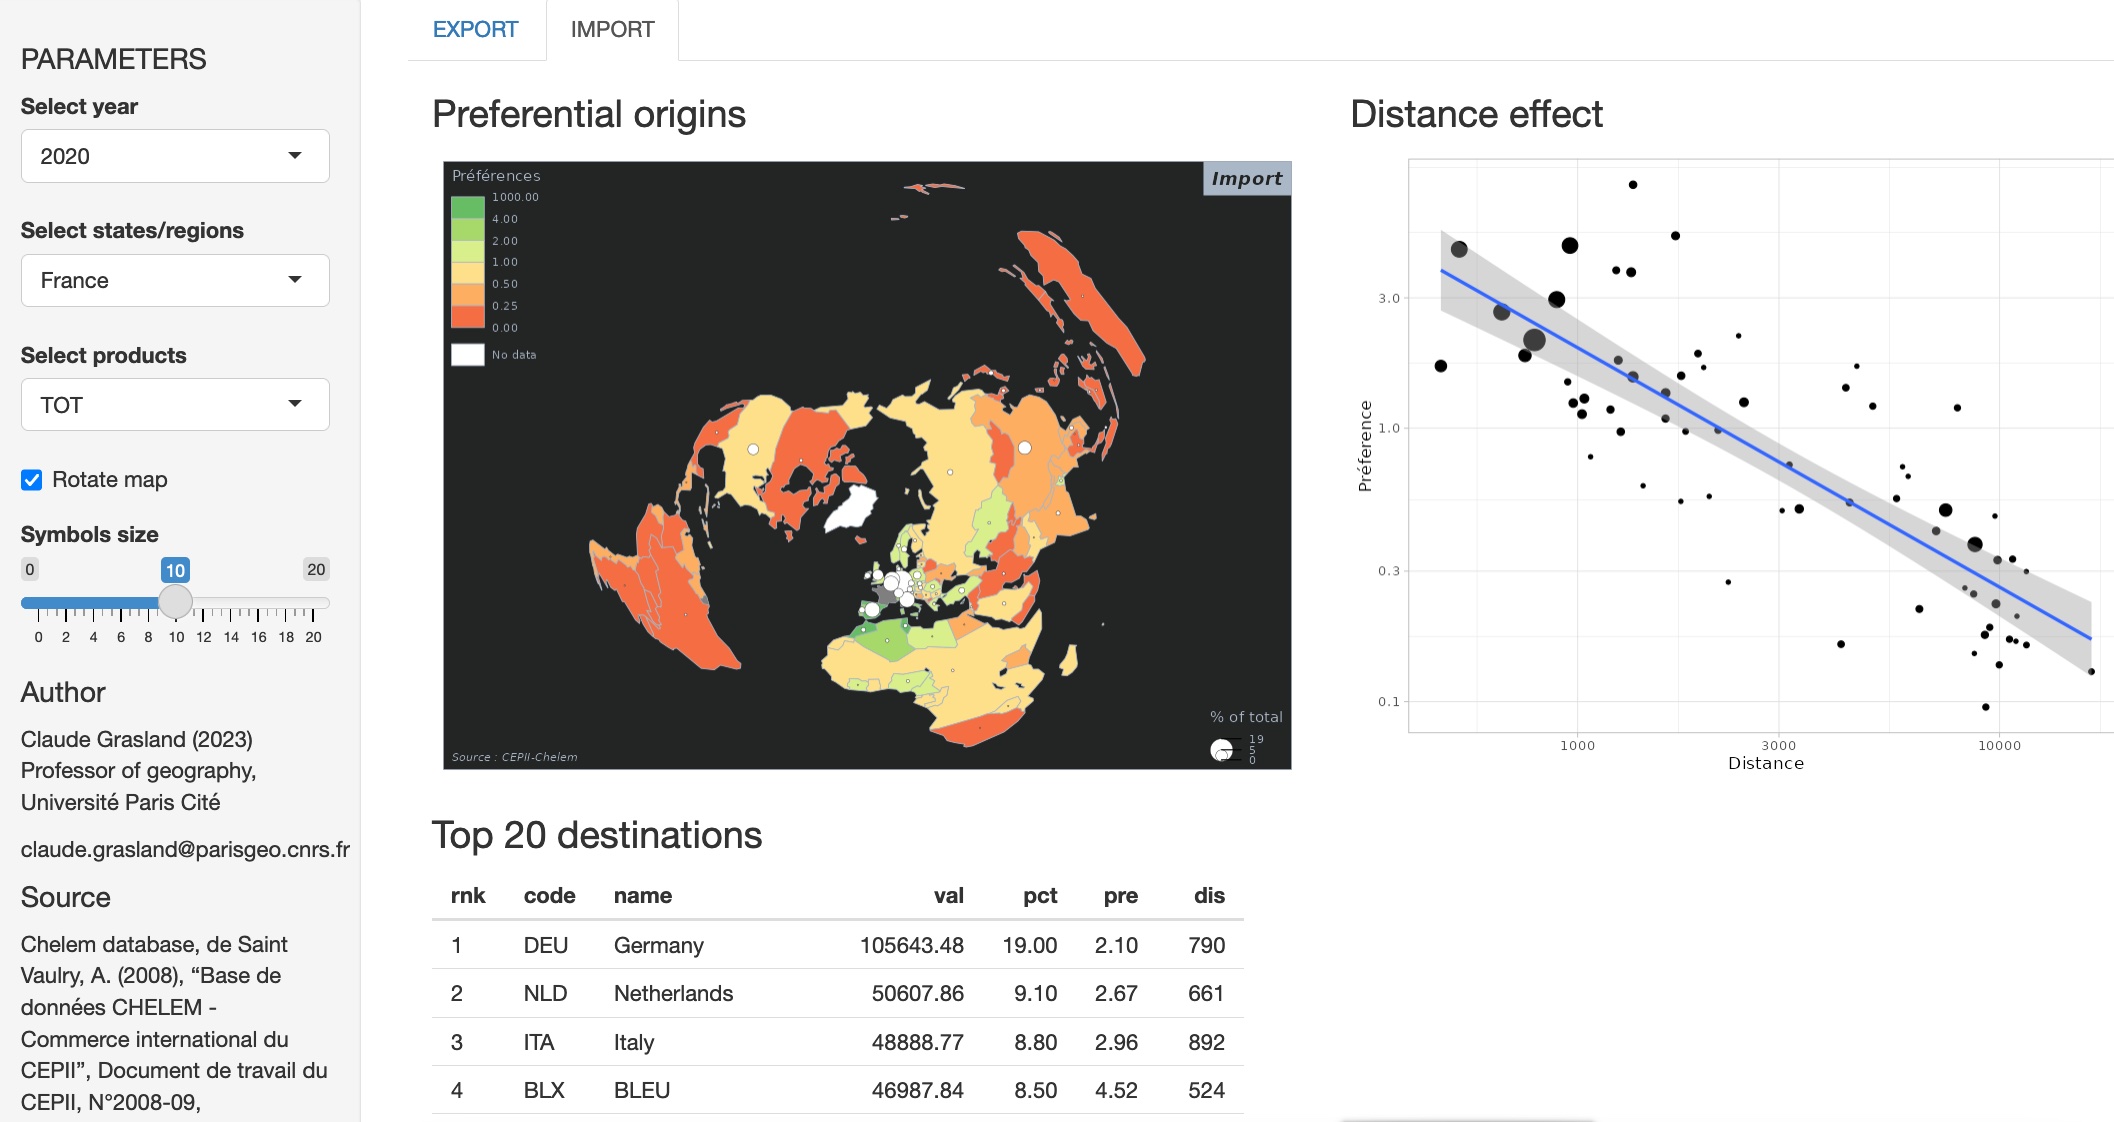 PARAMETERS
Select year
2020
Select states/regions
France
Select products
TOT
Rotate map
Symbols size
0 10 20
0 2 4 6 8 10 12 14 16 18 20
Author
Claude Grasland (2023)
Professor of geography,
Université Paris Cité
claude.grasland@parisgeo.cnrs.fr
Source
Chelem database, de Saint
Vaulry, A. (2008), “Base de
données CHELEM -
Commerce international du
CEPII”, Document de travail du
CEPII, N°2008-09,
EXPORT IMPORT
Preferential origins
Préférences
1000.00
4.00
2.00
1.00
0.50
0.25
0.00
No data
Import
% of total
19
5
0
Source : CEPII-Chelem
Distance effect
Préference
3.0
1.0
0.3
0.1
1000 3000 10000
Distance
Top 20 destinations
rnk code name val pct pre dis
1 DEU Germany 105643.48 19.00 2.10 790
2 NLD Netherlands 50607.86 9.10 2.67 661
3 ITA Italy 48888.77 8.80 2.96 892
4 BLX BLEU 46987.84 8.50 4.52 524